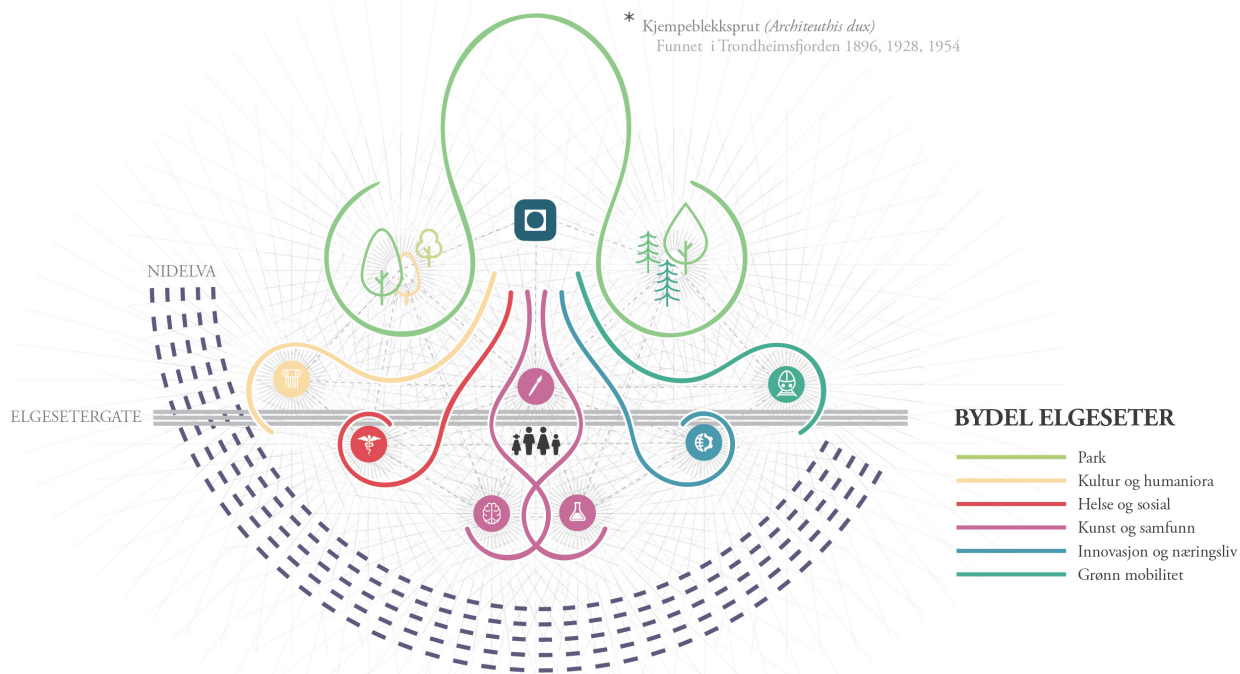 * Kjempeblekksprut (Architeuthis dux)
Funnet i Trondheimsfjorden 1896, 1928, 1954
NIDELVA
ELGESETERGATE
BYDEL ELGESETER
Park
Kultur og humaniora
Helse og sosial
Kunst og samfunn
Innovasjon og næringsliv
Grønn mobilitet